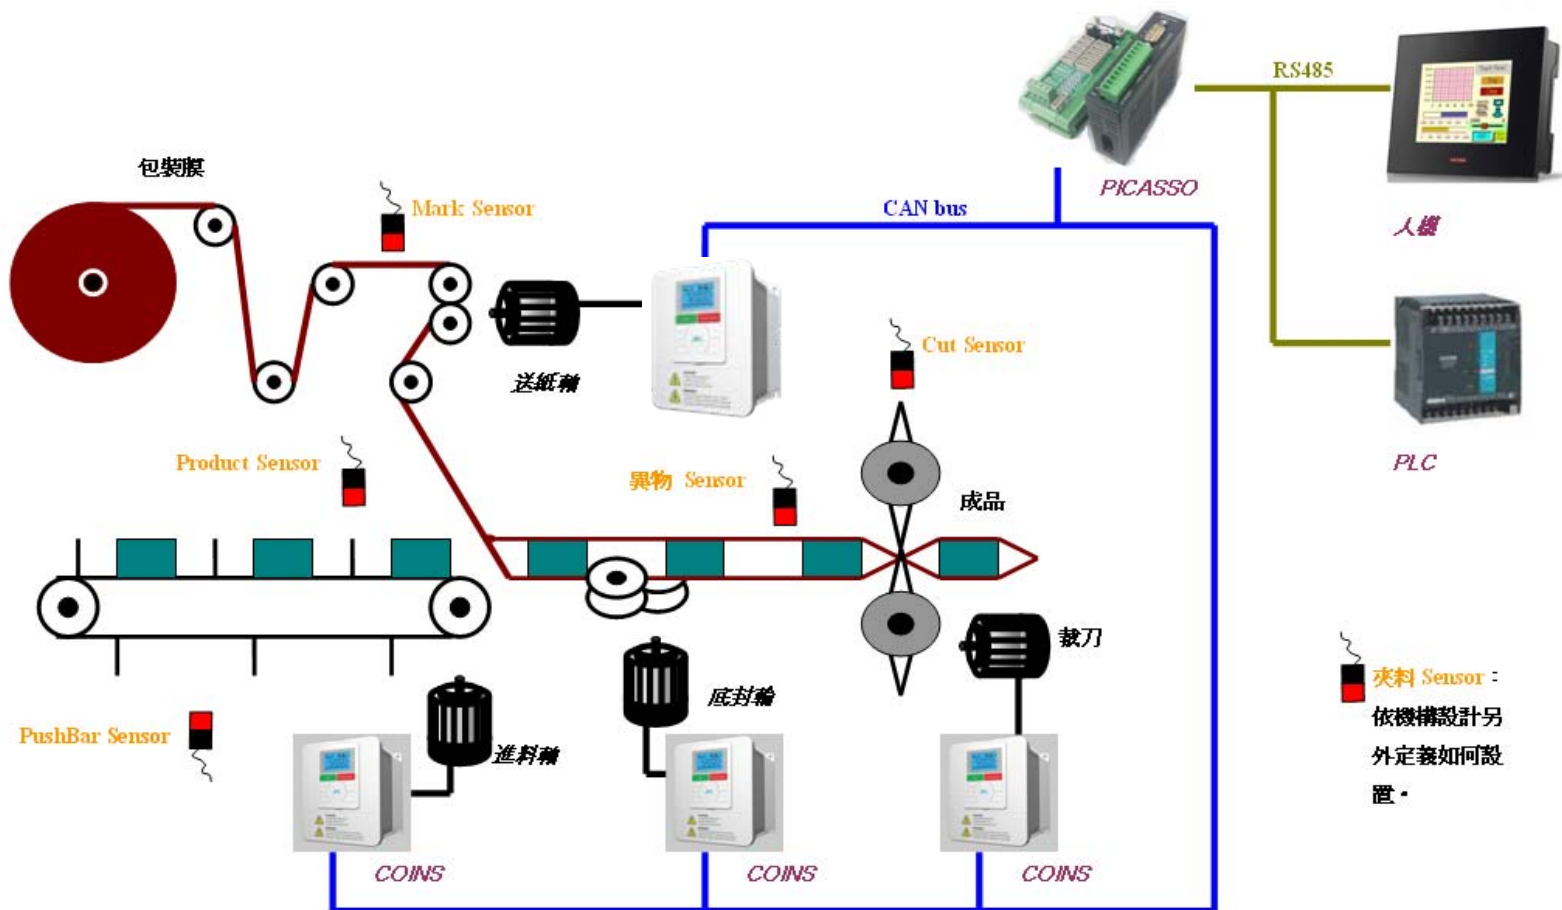 RS485
包裝膜
PICASSO
Mark Sensor
CAN bus
人機
Cut Sensor
送紙軸
Product Sensor
PLC
異物 Sensor
成品
裁刀
底封輪
夾料 Sensor：
依機構設計另
外定義如何設
置。
PushBar Sensor
進料軸
COINS
COINS
COINS